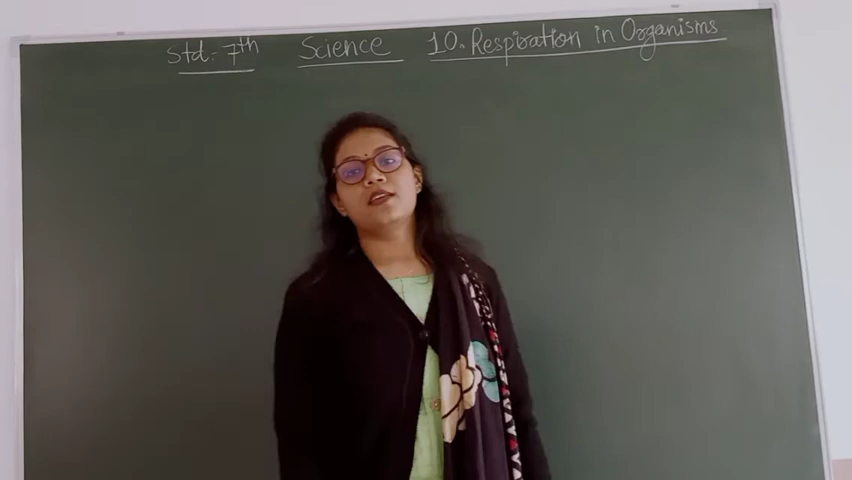 Std:- 7th Science 10. Respiration in Organisms